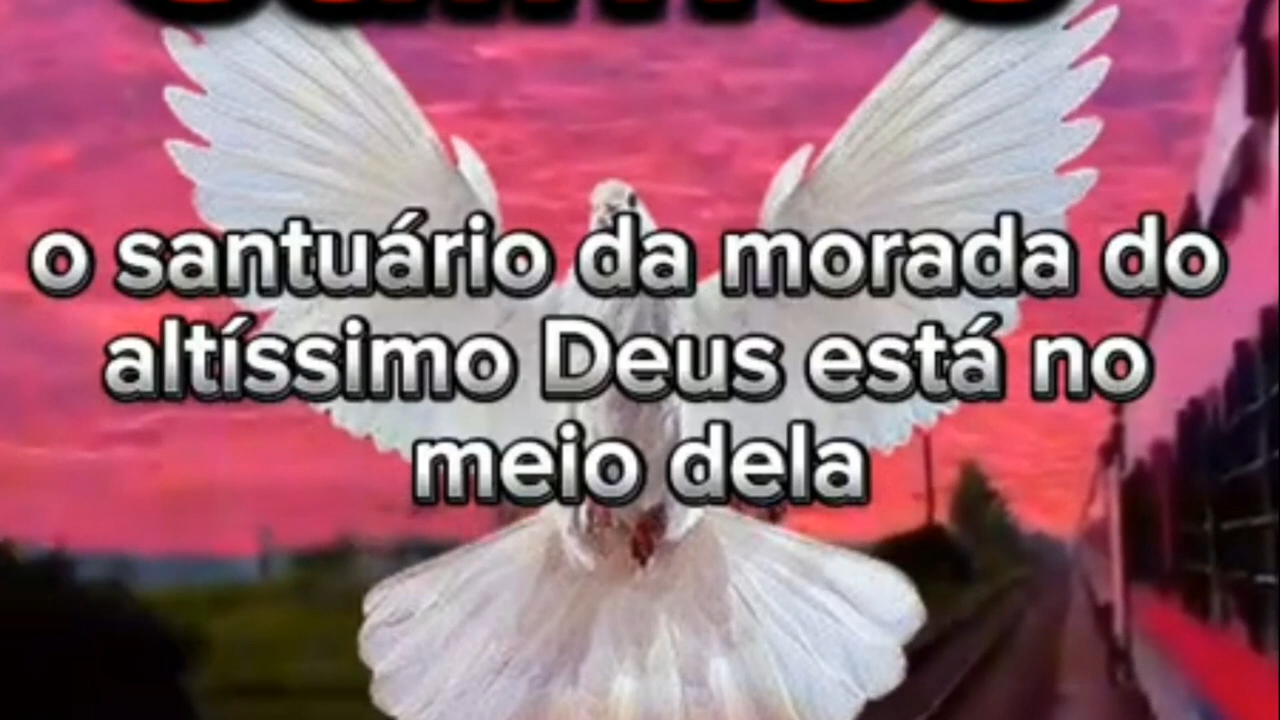 o santuário da morada do
altíssimo Deus está no
meio dela